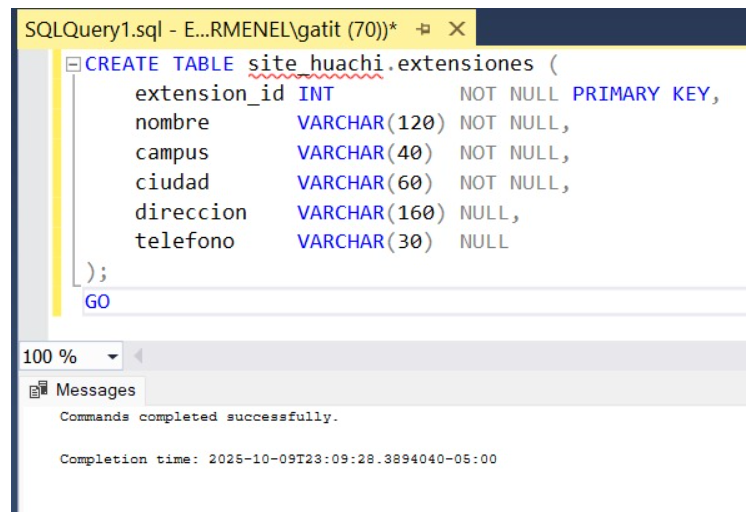 SQLQuery1.sql - E...RMENEL\gatit (70))*
CREATE TABLE site_huachi.extensiones (
extension_id INT NOT NULL PRIMARY KEY,
nombre VARCHAR(120) NOT NULL,
campus VARCHAR(40) NOT NULL,
ciudad VARCHAR(60) NOT NULL,
direccion VARCHAR(160) NULL,
telefono VARCHAR(30) NULL
);
GO
100 %
Messages
Commands completed successfully.
Completion time: 2025-10-09T23:09:28.3894040-05:00